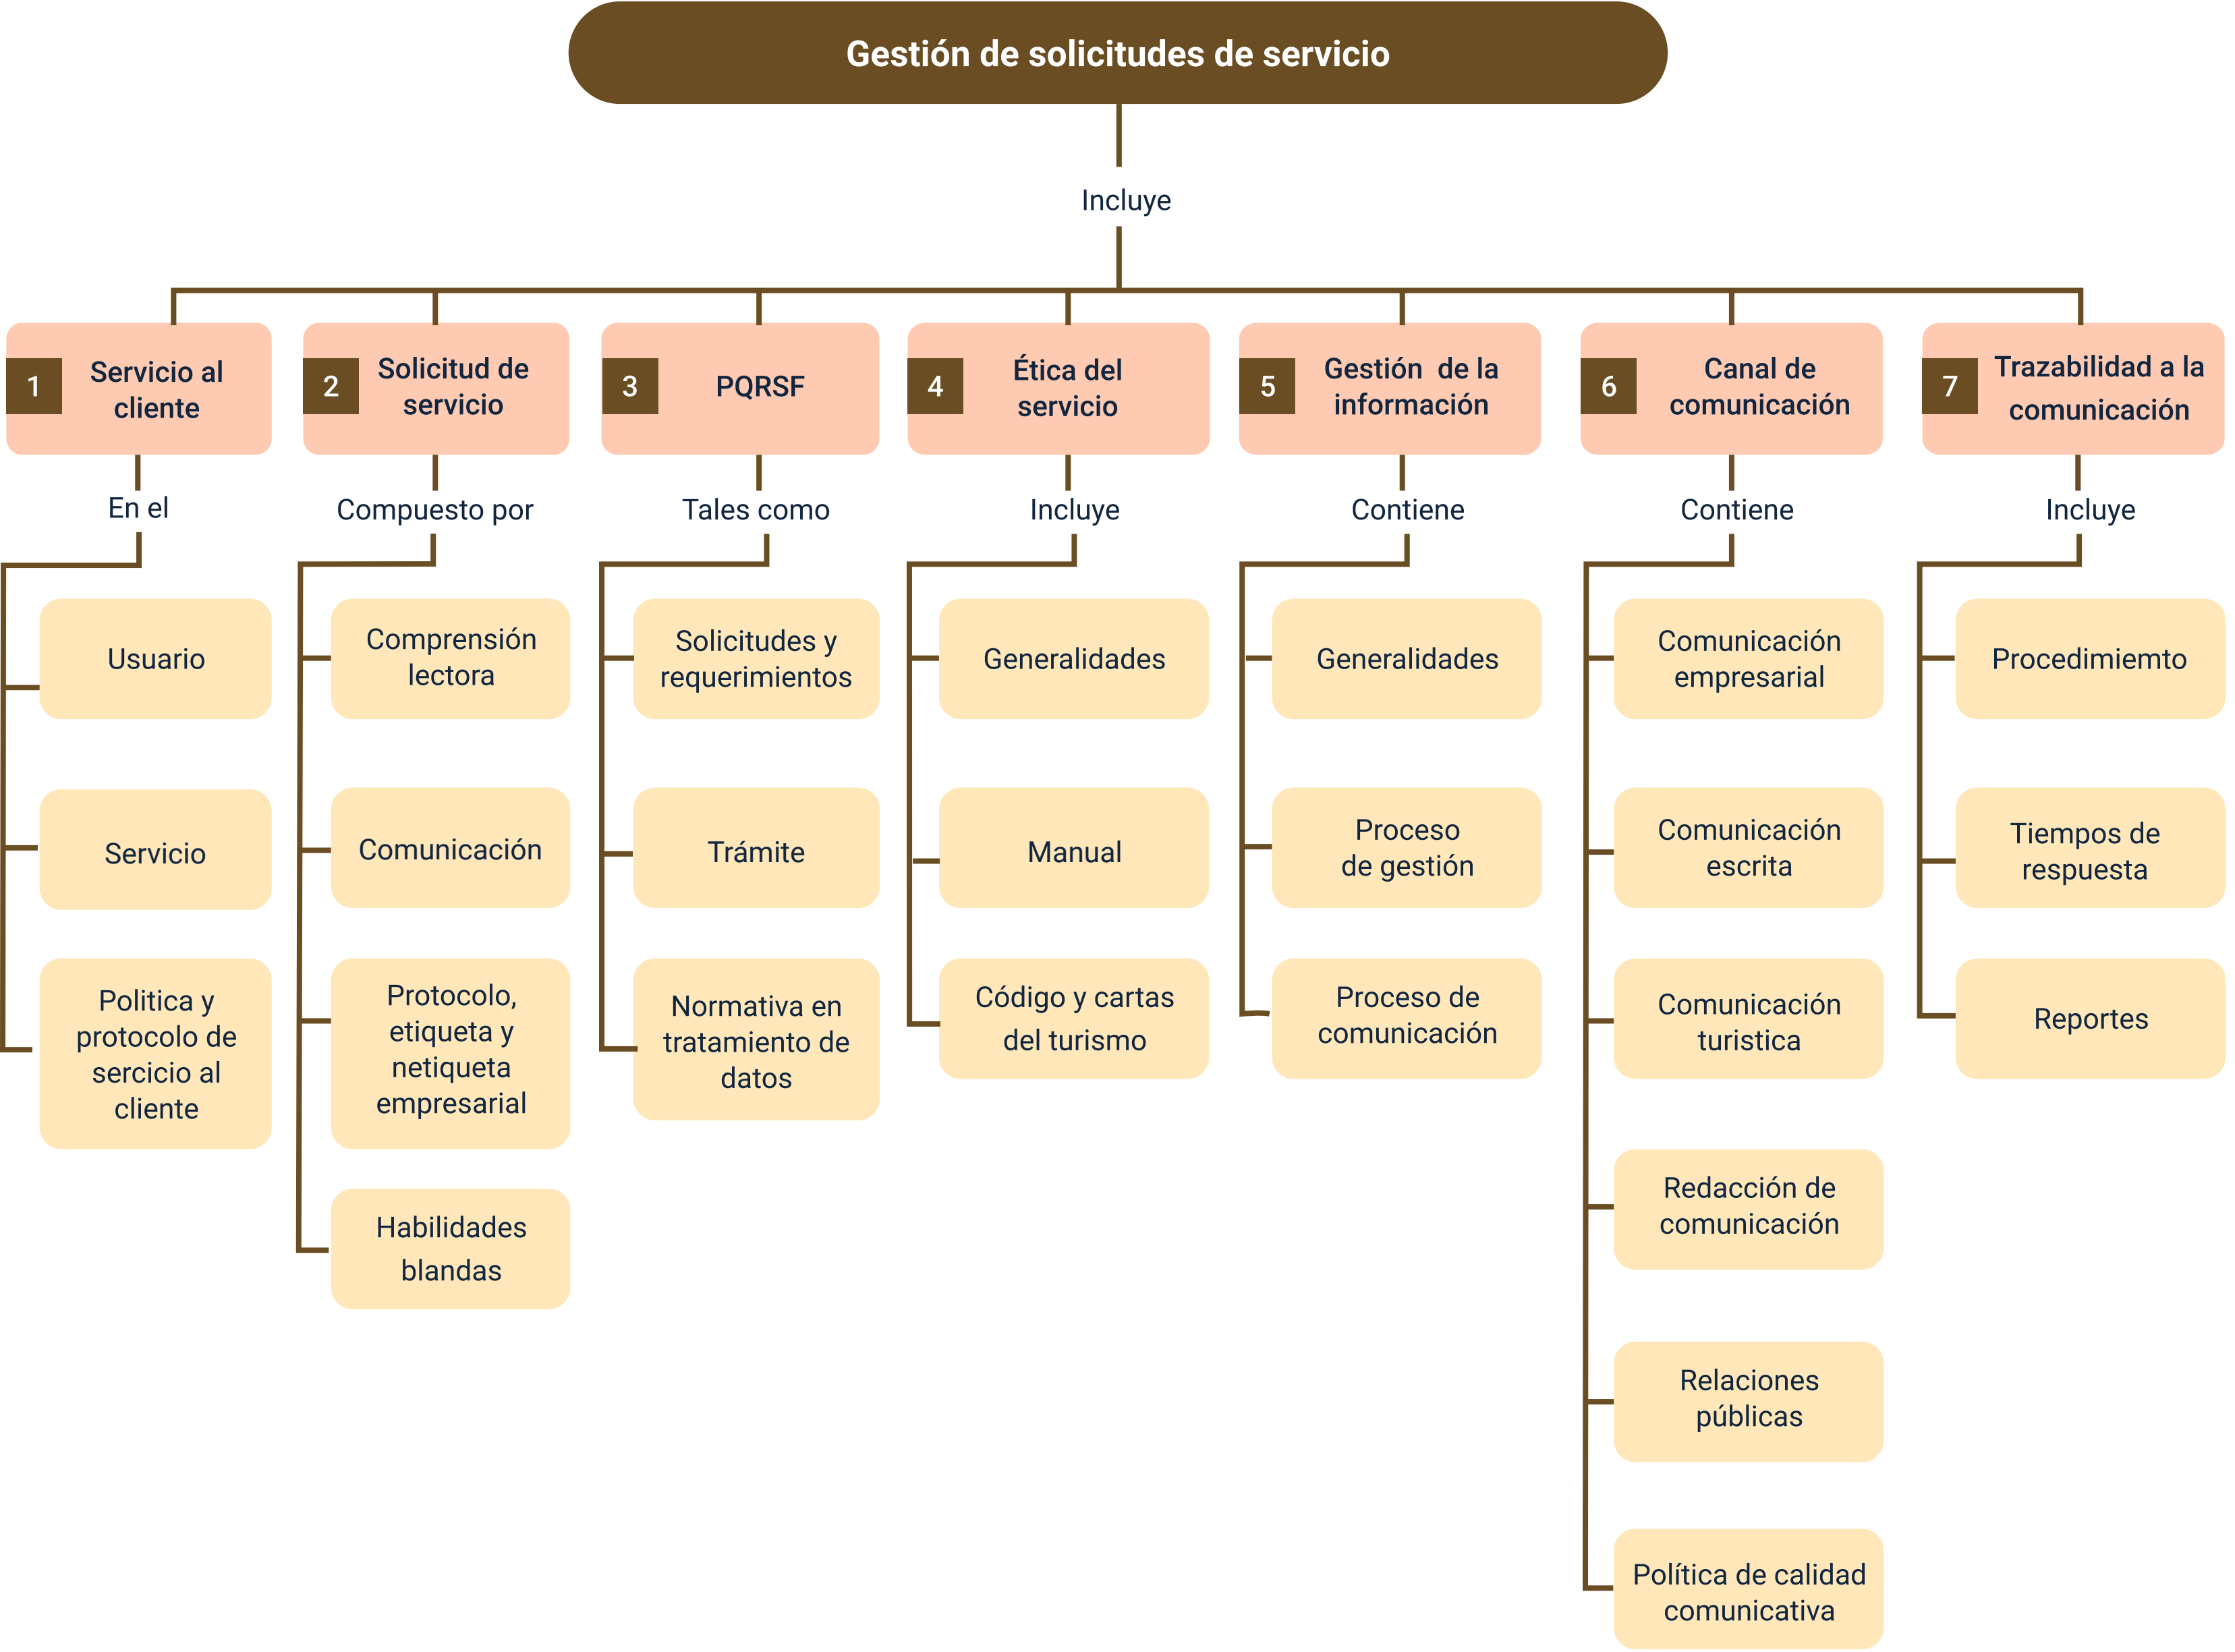 Gestión de solicitudes de servicio
Incluye
1
Servicio al
cliente
En el
Usuario
Servicio
Politica y
protocolo de
sercicio al
cliente
2
Solicitud de
servicio
Compuesto por
Comprensión
lectora
Comunicación
Protocolo,
etiqueta y
netiqueta
empresarial
Habilidades
blandas
3
PQRSF
Tales como
Solicitudes y
requerimientos
Trámite
Normativa en
tratamiento de
datos
4
Ética del
servicio
Incluye
Generalidades
Manual
Código y cartas
del turismo
5
Gestión  de la
información
Contiene
Generalidades
Proceso
de gestión
Proceso de
comunicación
6
Canal de
comunicación
Contiene
Comunicación
empresarial
Comunicación
escrita
Comunicación
turistica
Redacción de
comunicación
Relaciones
públicas
Política de calidad
comunicativa
7
Trazabilidad a la
comunicación
Incluye
Procedimiemto
Tiempos de
respuesta
Reportes